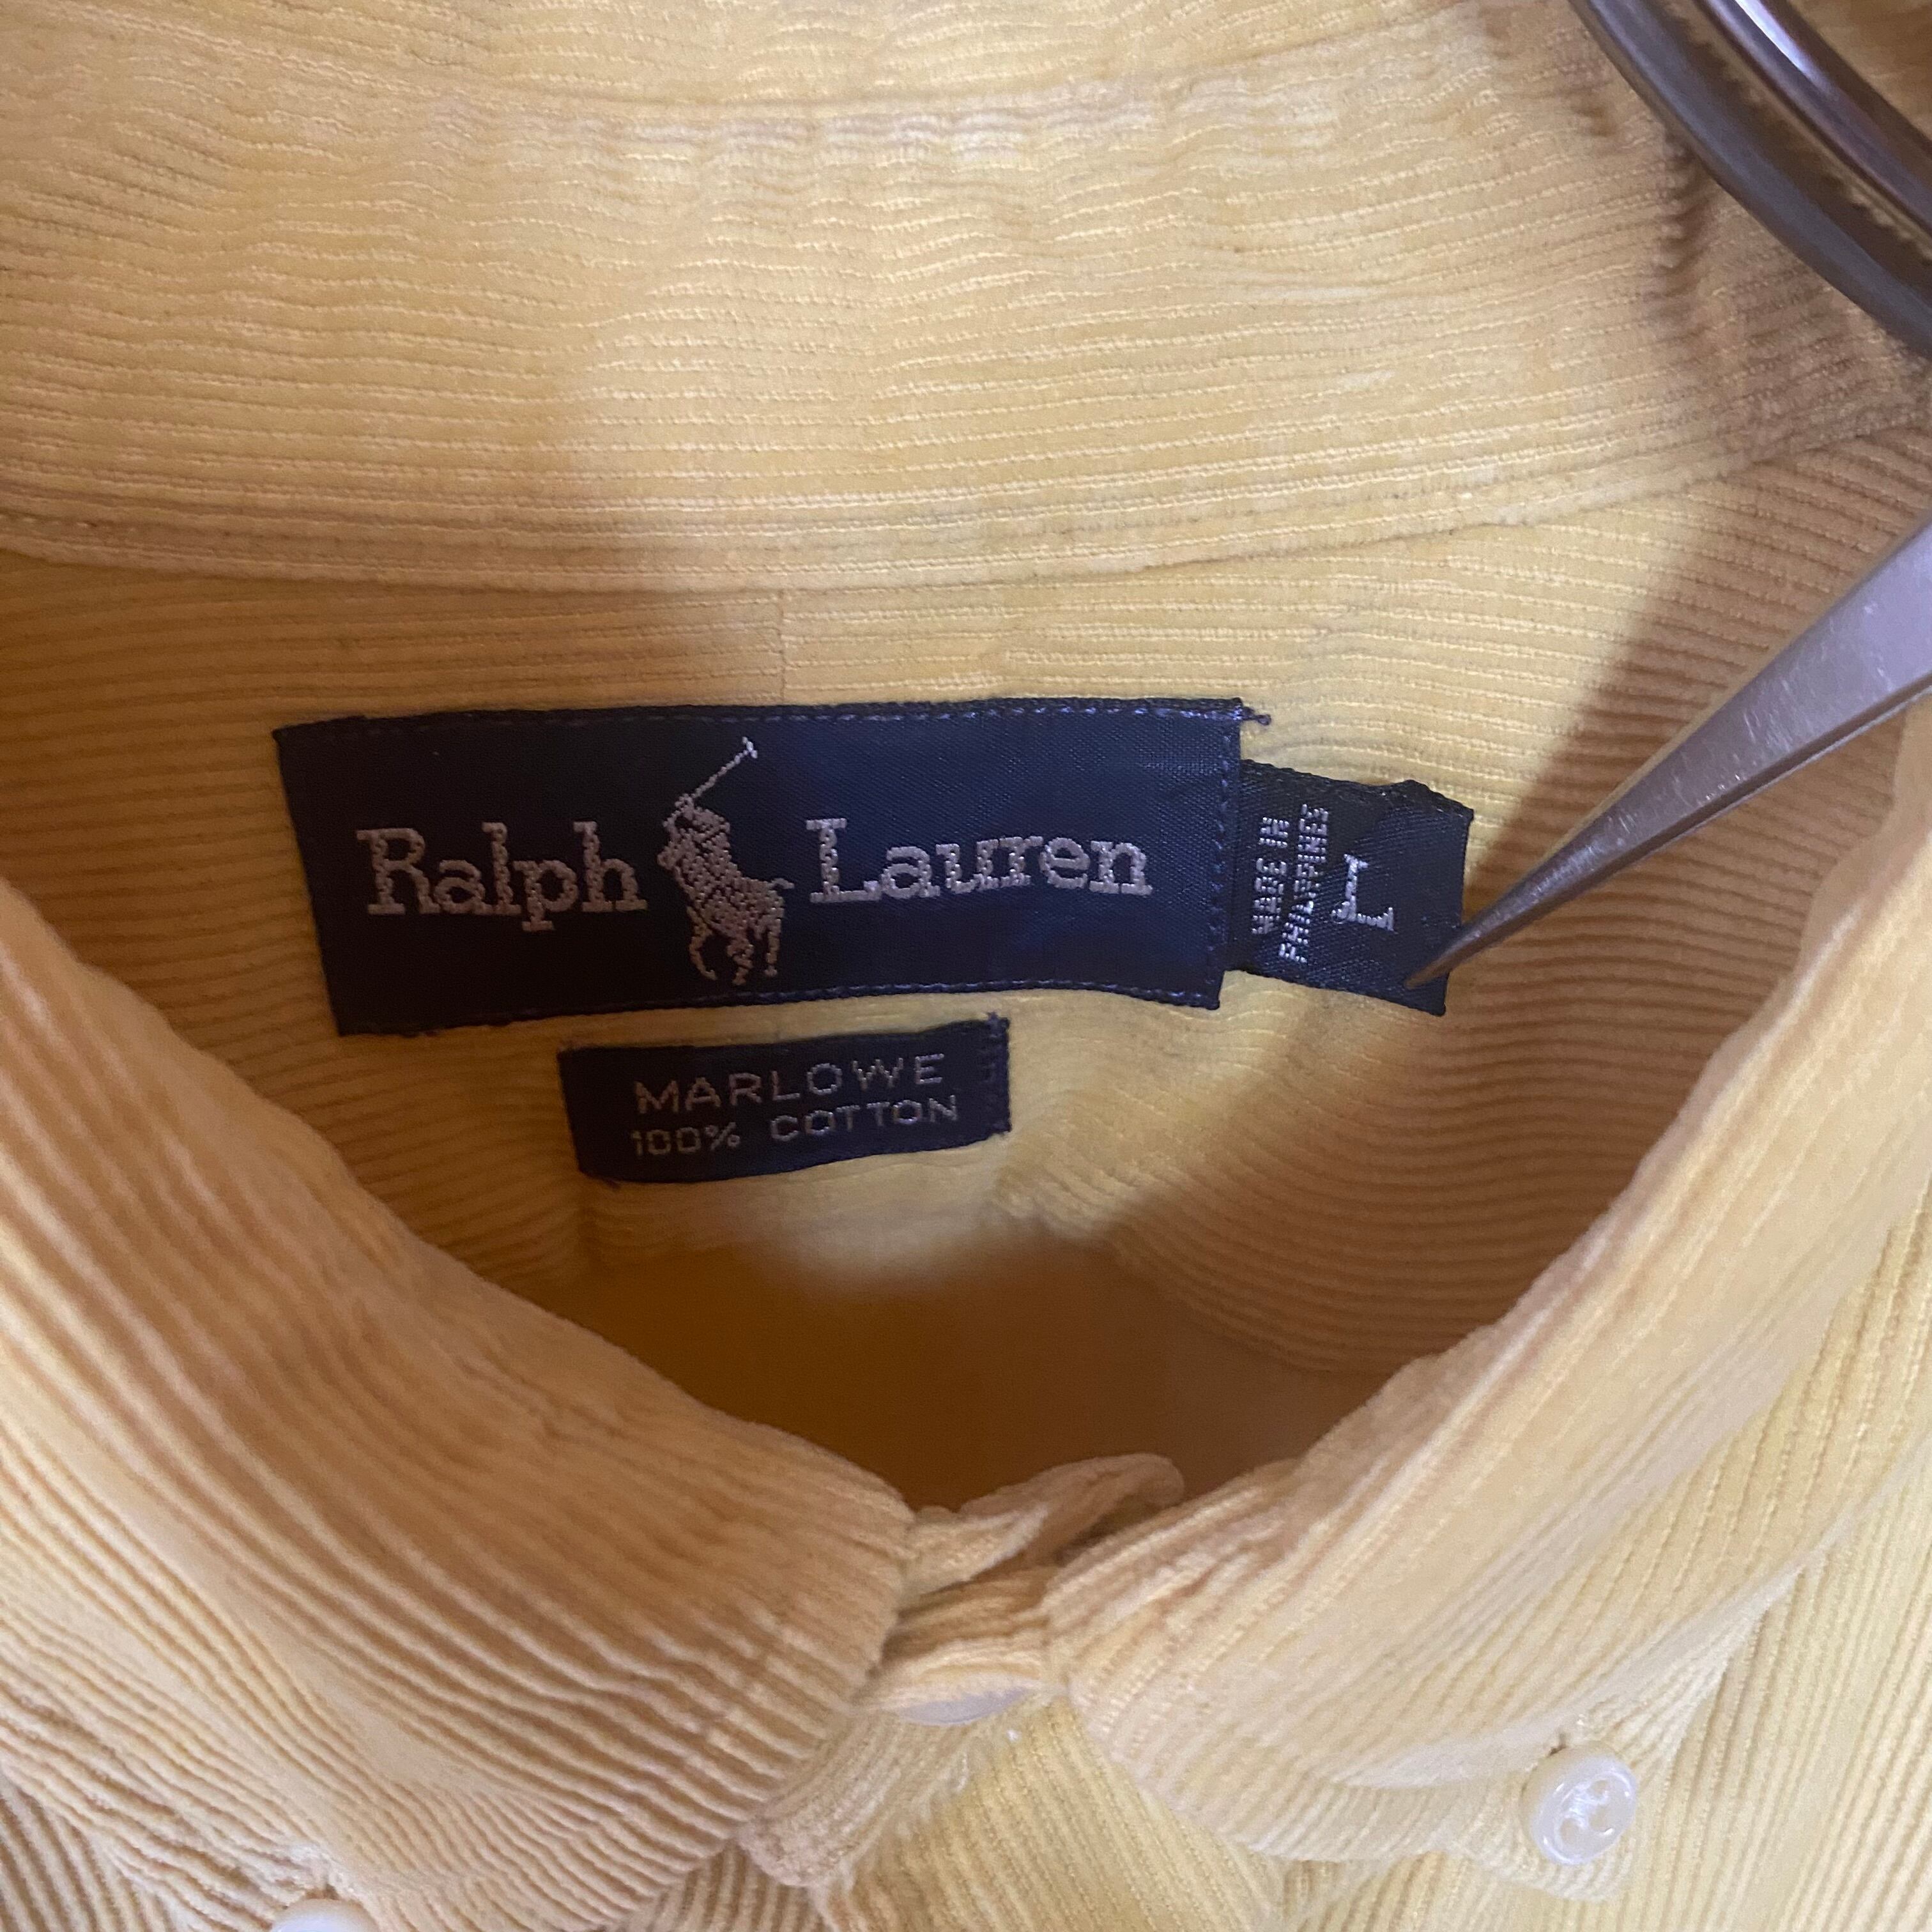 Ralph Lauren
MADE IN
PHILIPPINES
L
MARLOWE
100% COTTON